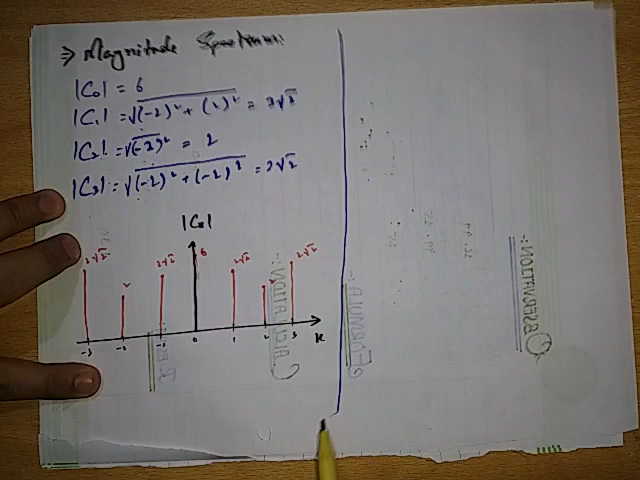 ⇒ Magnitude Spectrum:
|C₀| = 6
|C₁| = √(-2)² + (2)² = 2√2
|C₂| = √(-2)² = 2
|C₃| = √(-2)² + (-2)² = 2√2
|Cₖ|
2√2 2 2√2 6 2√2 2 2√2
-3 -2 -1 0 1 2 3 K